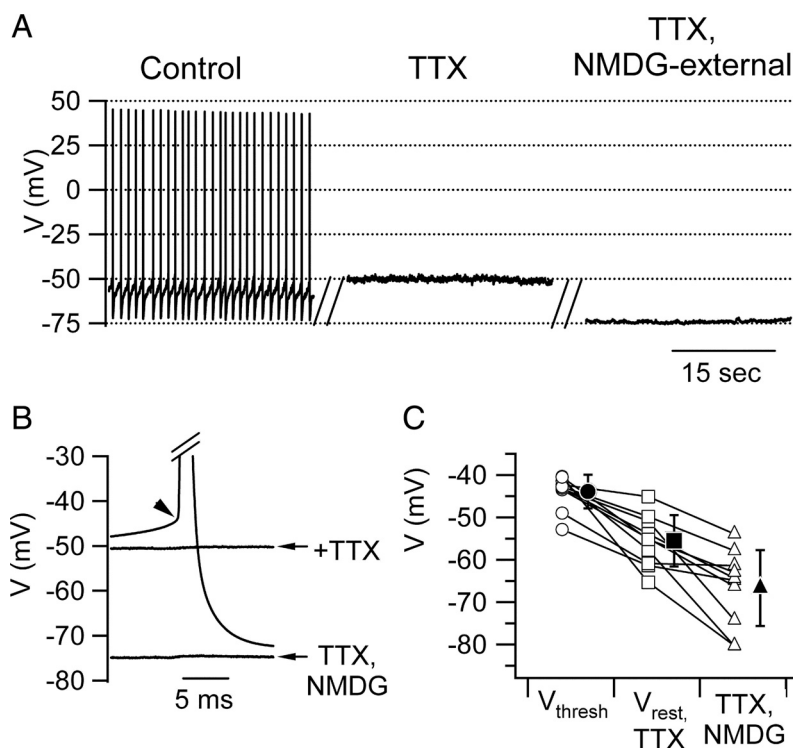 A
Control
TTX
TTX,
NMDG-external
V (mV)
50
25
0
-25
-50
-75
15 sec
B
V (mV)
-30
-40
-50
-60
-70
-80
+TTX
TTX,
NMDG
5 ms
C
V (mV)
-40
-50
-60
-70
-80
Vthresh
Vrest,
TTX
TTX,
NMDG